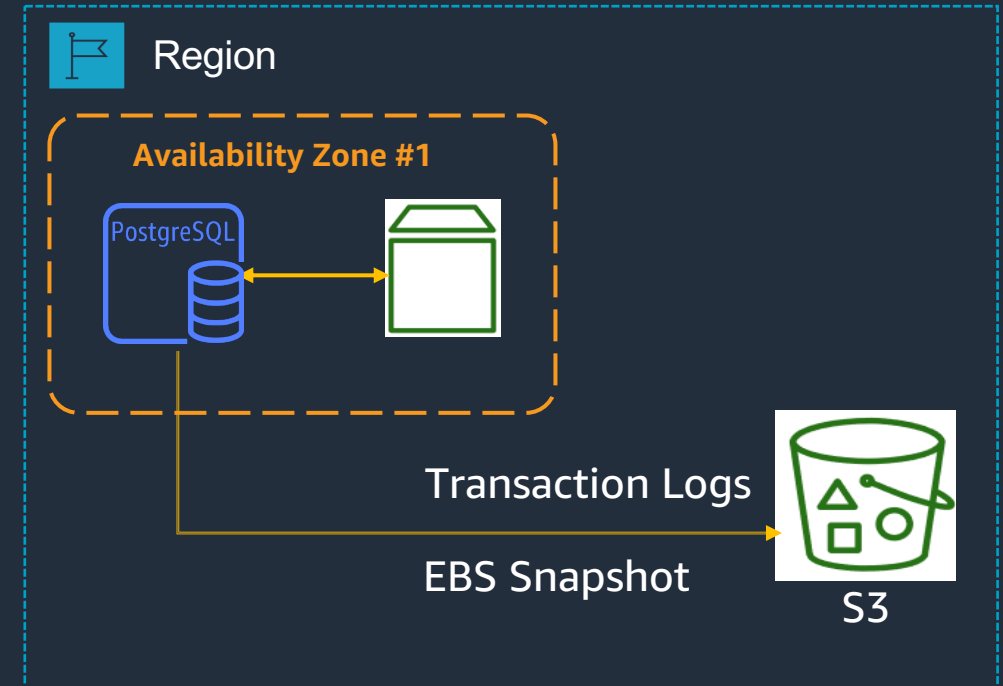 Region
Availability Zone #1
PostgreSQL
Transaction Logs
EBS Snapshot
S3